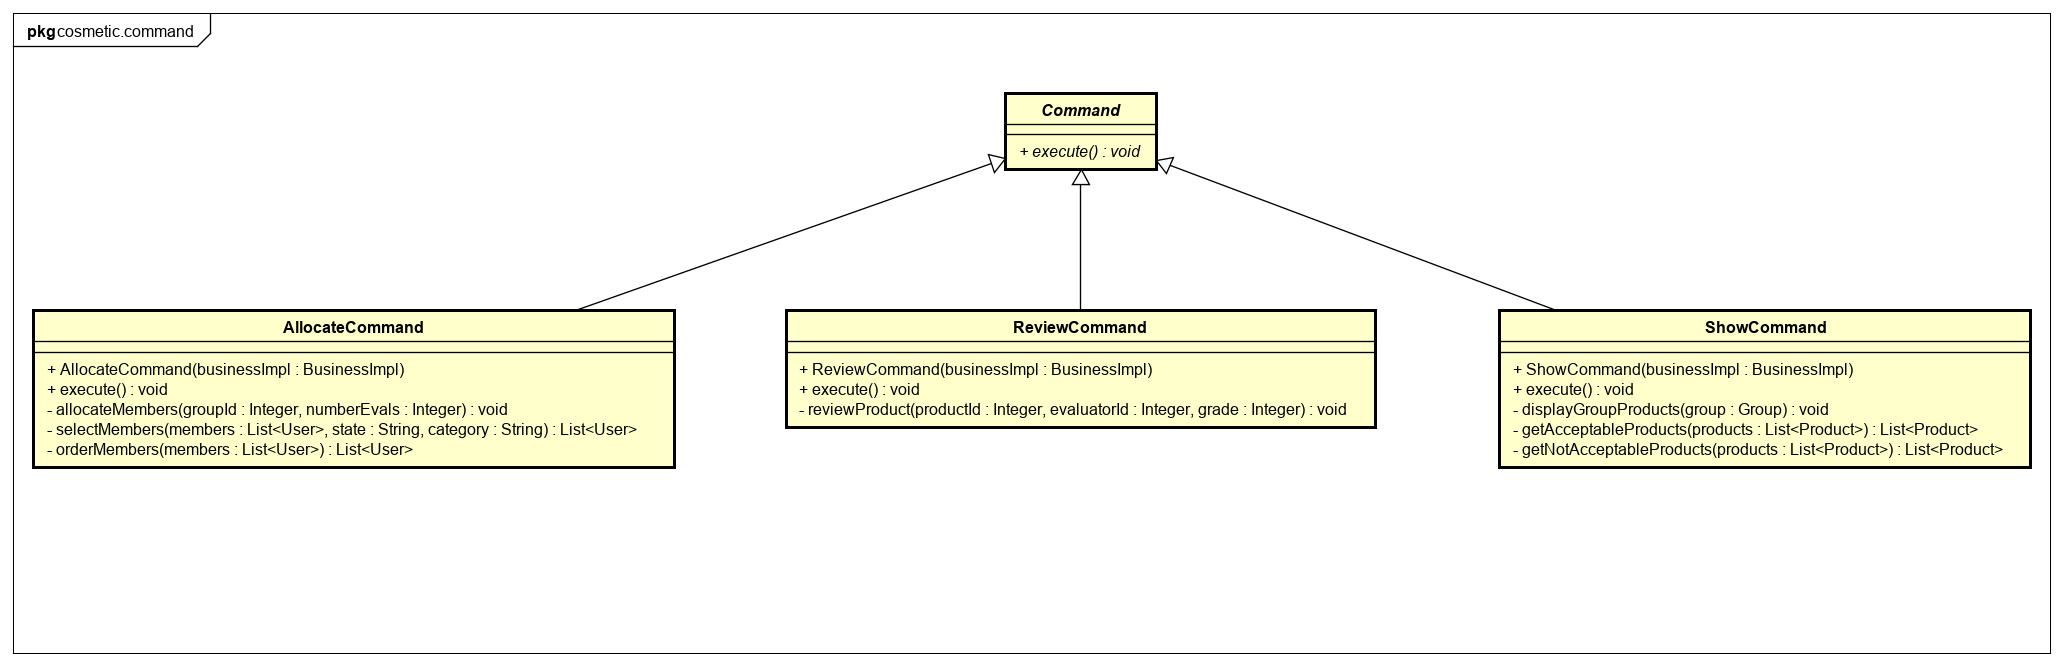 pkg cosmetic.command
Command
+ execute() : void
AllocateCommand
+ AllocateCommand(businessImpl : BusinessImpl)
+ execute() : void
- allocateMembers(groupId : Integer, numberEvals : Integer) : void
- selectMembers(members : List<User>, state : String, category : String) : List<User>
- orderMembers(members : List<User>) : List<User>
ReviewCommand
+ ReviewCommand(businessImpl : BusinessImpl)
+ execute() : void
- reviewProduct(productId : Integer, evaluatorId : Integer, grade : Integer) : void
ShowCommand
+ ShowCommand(businessImpl : BusinessImpl)
+ execute() : void
- displayGroupProducts(group : Group) : void
- getAcceptableProducts(products : List<Product>) : List<Product>
- getNotAcceptableProducts(products : List<Product>) : List<Product>